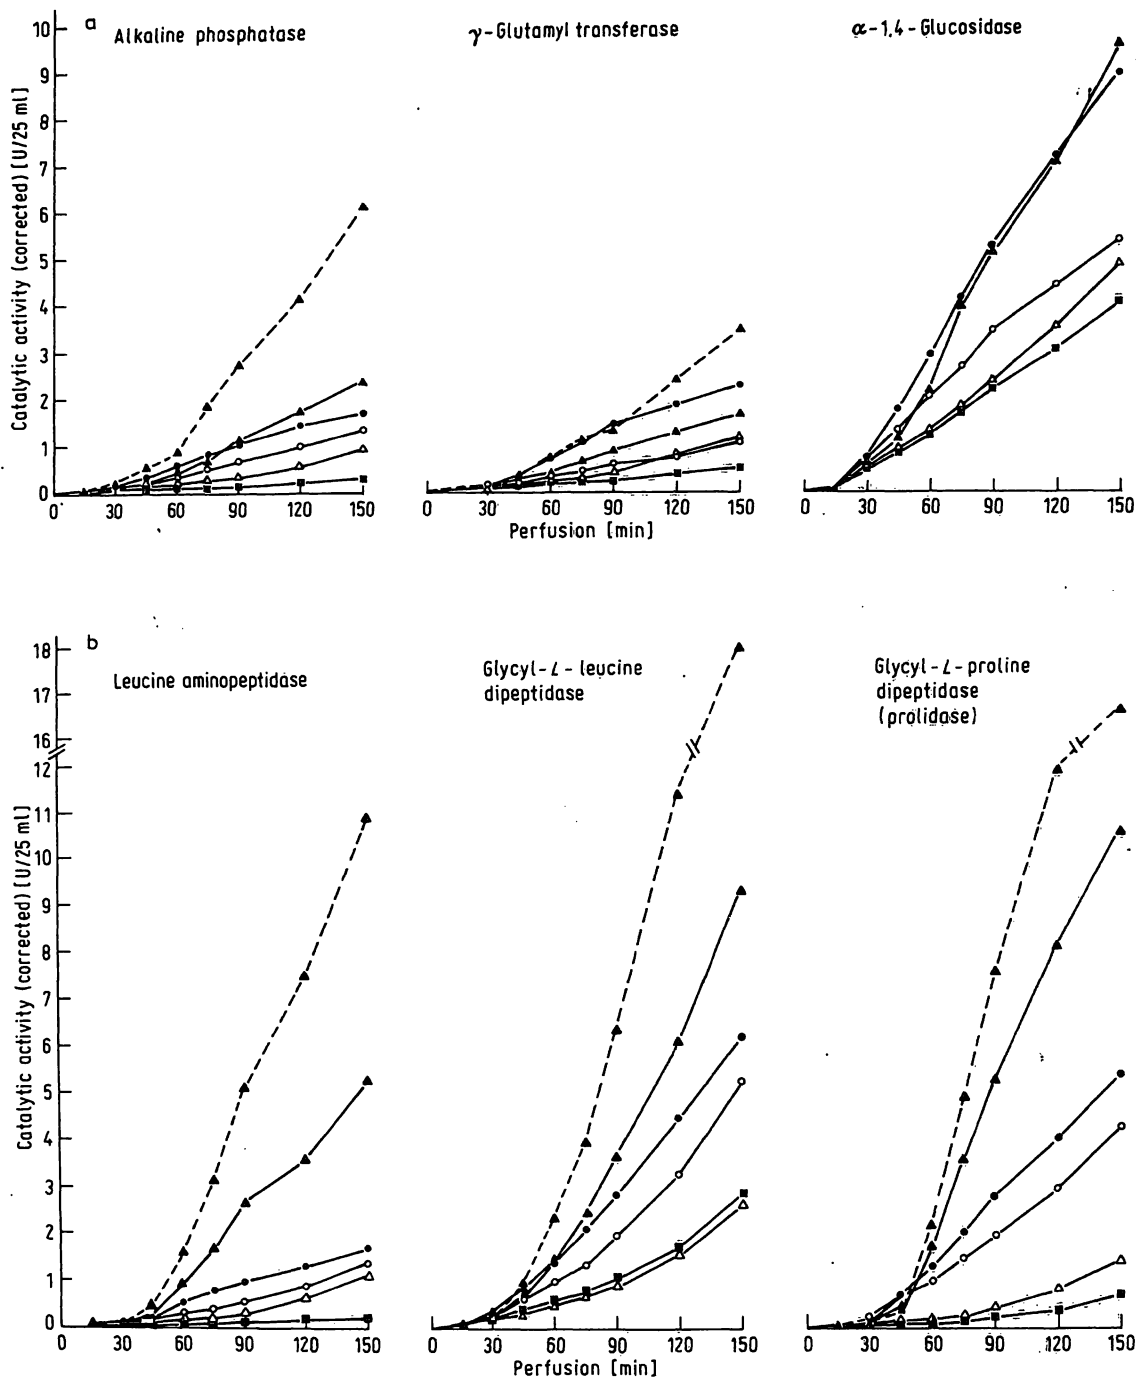 a
Alkaline phosphatase
γ-Glutamyl transferase
α-1,4-Glucosidase
Catalytic activity (corrected) [U/25 ml]
10
9
8
7
6
5
4
3
2
1
0
0 30 60 90 120 150
0 30 60 90 120 150
0 30 60 90 120 150
Perfusion [min]
b
Leucine aminopeptidase
Glycyl-L-leucine
dipeptidase
Glycyl-L-proline
dipeptidase
(prolidase)
Catalytic activity (corrected) [U/25 ml]
18
17
16
12
11
10
9
8
7
6
5
4
3
2
1
0
0 30 60 90 120 150
0 30 60 90 120 150
0 30 60 90 120 150
Perfusion [min]